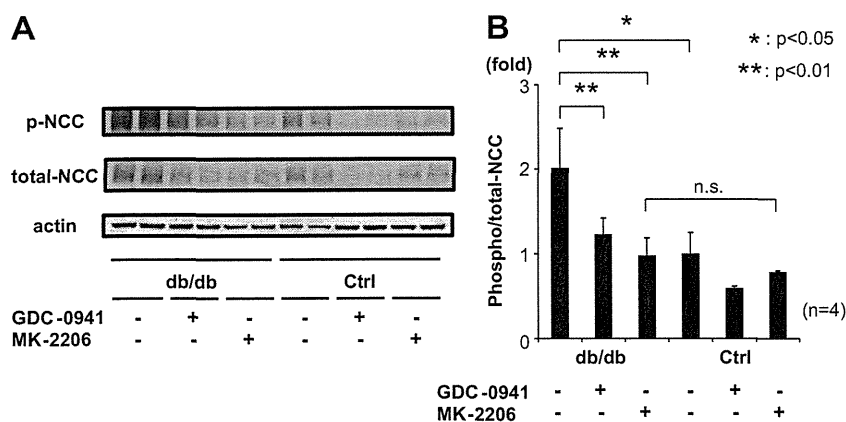 A
p-NCC
total-NCC
actin
db/db Ctrl
GDC-0941 - + - - + -
MK-2206 - - + - - +
B
* : p<0.05
** : p<0.01
(fold)
*
**
**
n.s.
3
2
1
0
Phospho/total-NCC
(n=4)
db/db Ctrl
GDC-0941 - + - - + -
MK-2206 - - + - - +